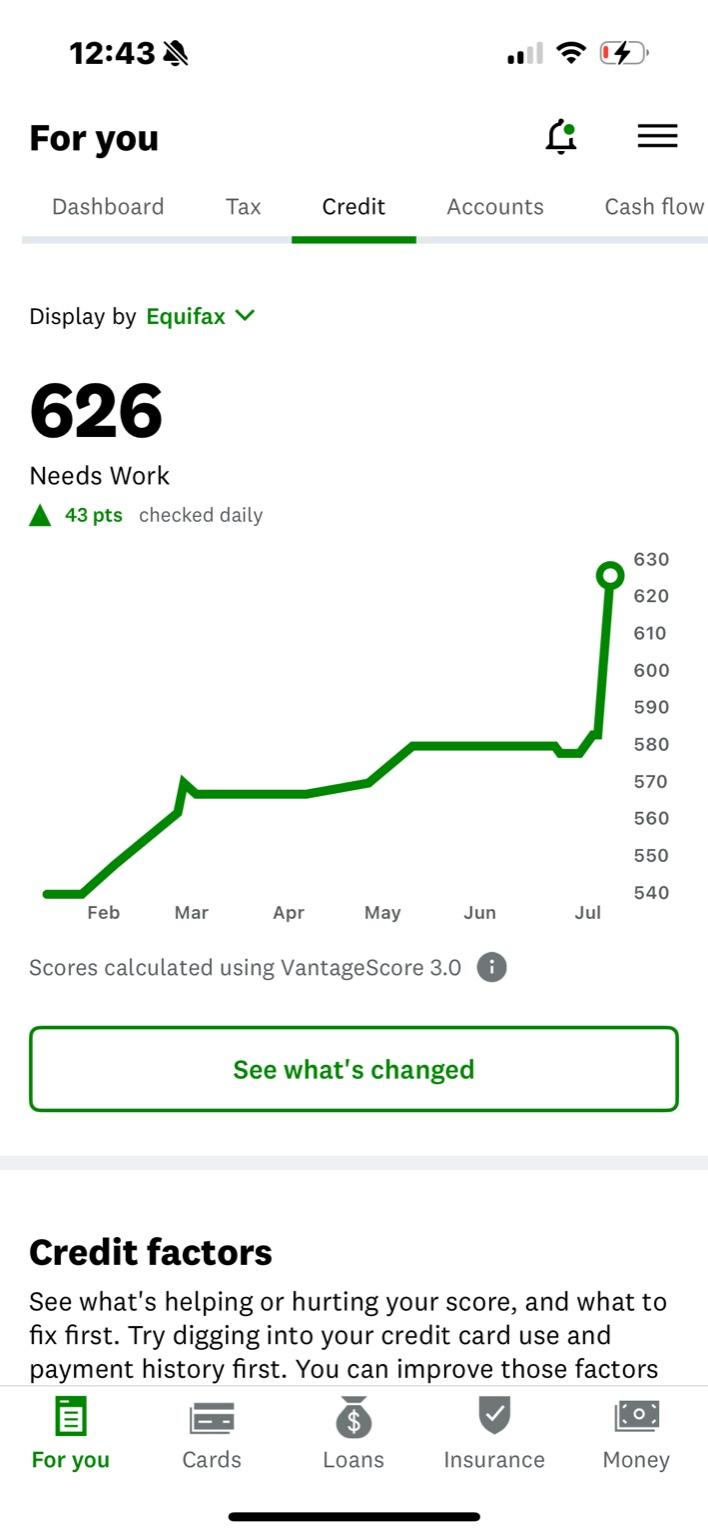 12:43
For you
Dashboard Tax Credit Accounts Cash flow
Display by Equifax
626
Needs Work
43 pts checked daily
630
620
610
600
590
580
570
560
550
540
Feb Mar Apr May Jun Jul
Scores calculated using VantageScore 3.0 i
See what's changed
Credit factors
See what's helping or hurting your score, and what to
fix first. Try digging into your credit card use and
payment history first. You can improve those factors
For you Cards Loans Insurance Money